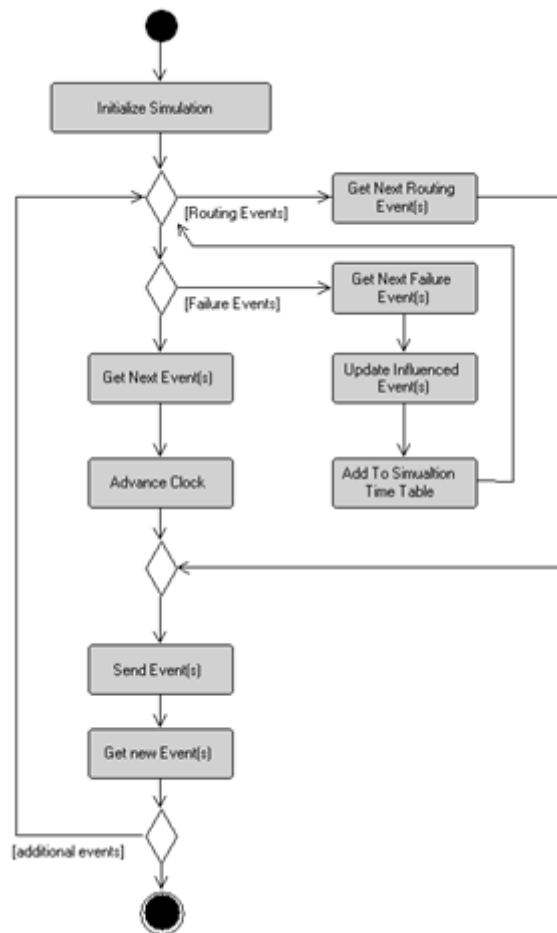 Initialize Simulation
Get Next Routing
Event(s)
[Routing Events]
Get Next Failure
Event(s)
[Failure Events]
Get Next Event(s)
Update Influenced
Event(s)
Advance Clock
Add To Simualtion
Time Table
Send Event(s)
Get new Event(s)
[additional events]